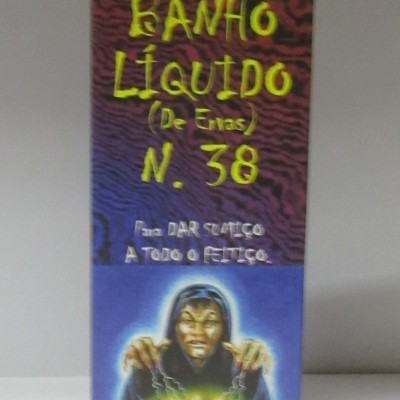 BANHO
LÍQUIDO
(De Ervas)
N. 38
Para DAR SUMIÇO
A TODO O FEITIÇO.